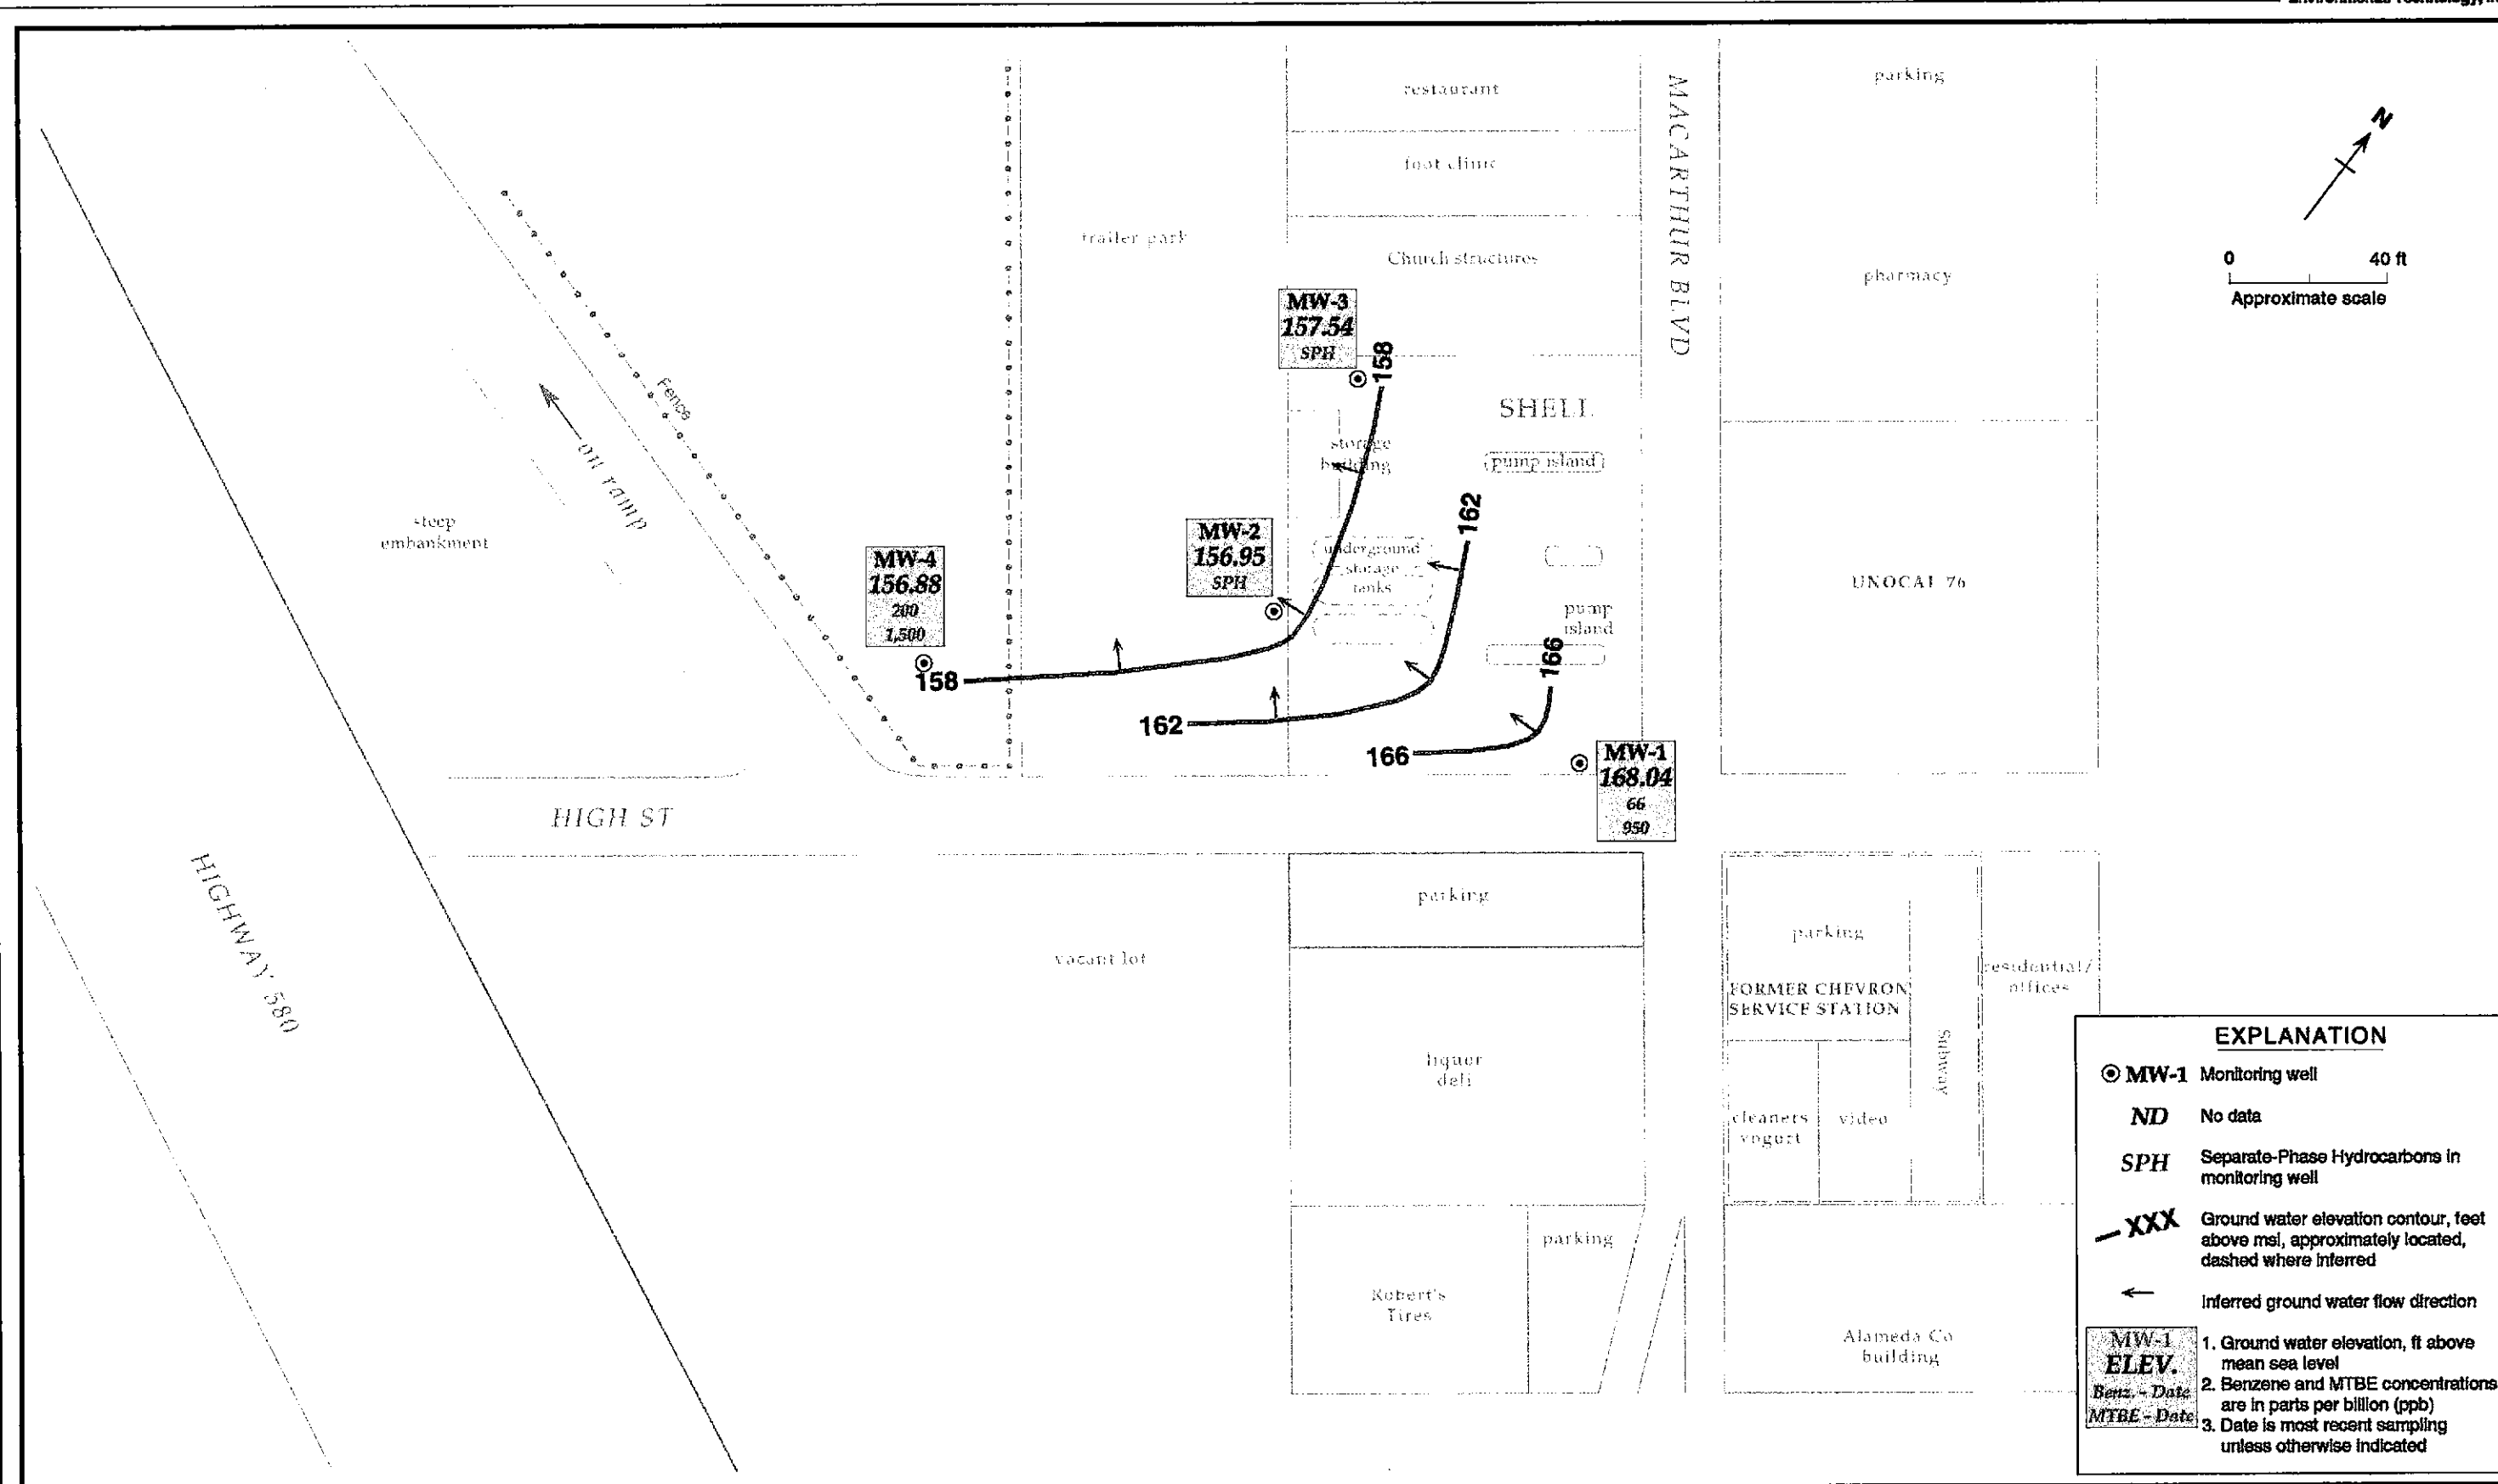 restaurant
foot clinic
trailer park
Church structures
MACARTHUR BLVD
parking
pharmacy
N
0 40 ft
Approximate scale
MW-3
157.54
SPH
158
SHELL
storage
building
pump island
162
Fence
on ramp
steep
embankment
MW-4
156.88
200
1,500
MW-2
156.95
SPH
underground
storage
tanks
pump
island
UNOCAL 76
166
158
162
166
MW-1
168.04
66
950
HIGH ST
HIGHWAY 580
vacant lot
parking
liquer
deli
Robert's
Tires
parking
parking
FORMER CHEVRON
SERVICE STATION
cleaners
yogurt
video
Subway
residential/
offices
Alameda Co
building
EXPLANATION
MW-1 Monitoring well
ND No data
SPH Separate-Phase Hydrocarbons in
monitoring well
XXX Ground water elevation contour, feet
above msl, approximately located,
dashed where inferred
Inferred ground water flow direction
MW-1
ELEV.
Benz. - Date
MTBE - Date
1. Ground water elevation, ft above
mean sea level
2. Benzene and MTBE concentrations
are in parts per billion (ppb)
3. Date is most recent sampling
unless otherwise indicated